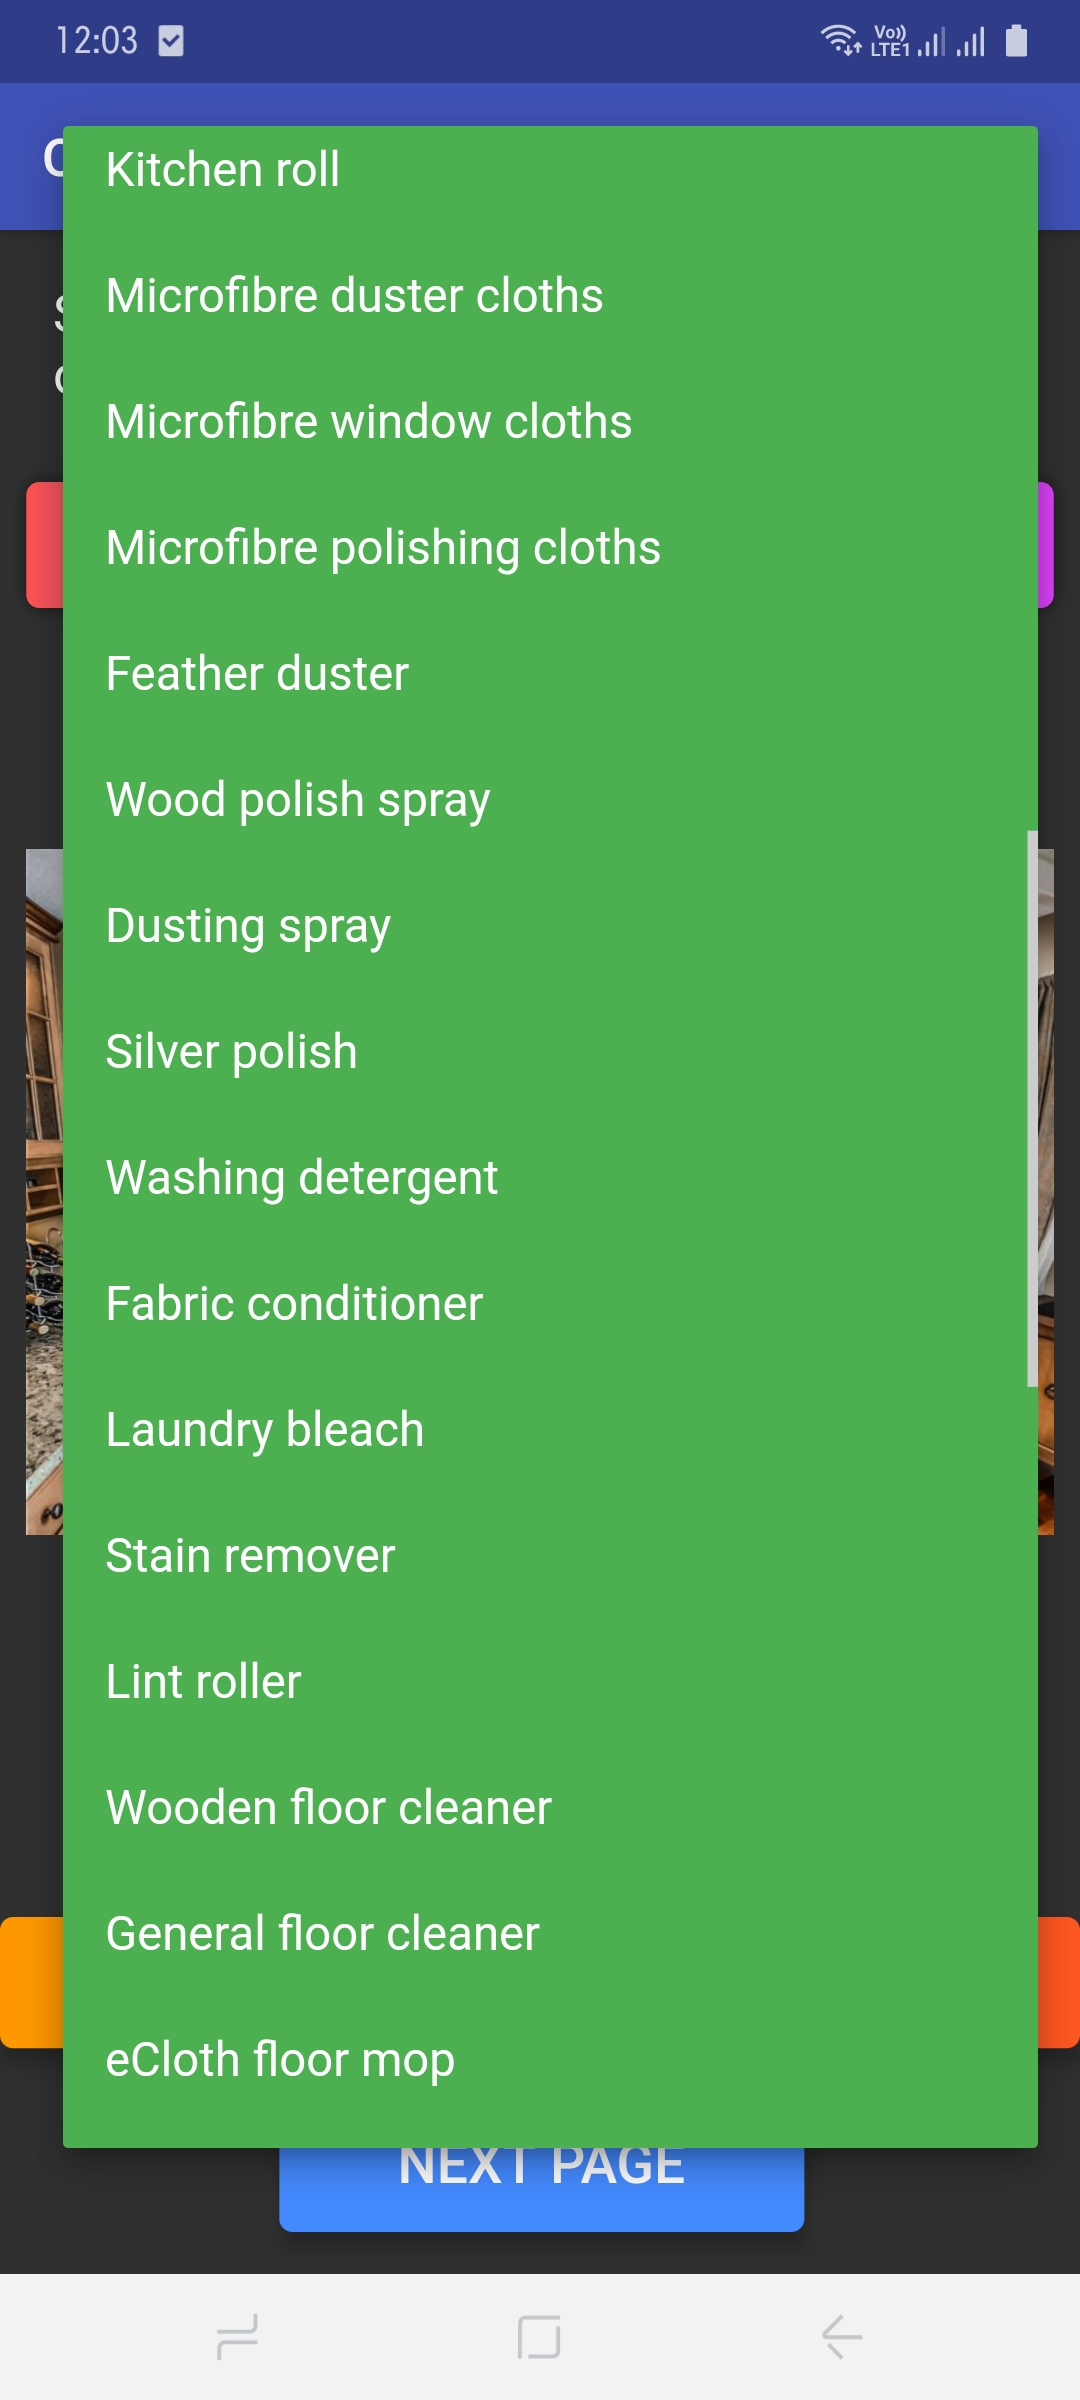 12:03
Vo))
LTE1
Kitchen roll
Microfibre duster cloths
Microfibre window cloths
Microfibre polishing cloths
Feather duster
Wood polish spray
Dusting spray
Silver polish
Washing detergent
Fabric conditioner
Laundry bleach
Stain remover
Lint roller
Wooden floor cleaner
General floor cleaner
eCloth floor mop
NEXT PAGE